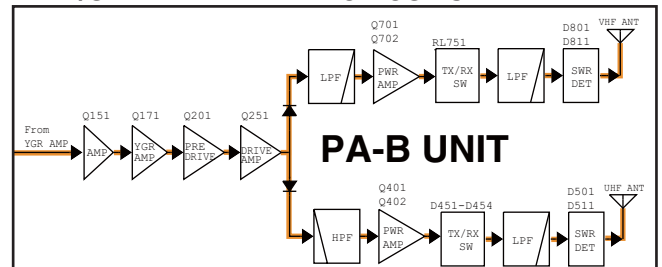 D801
VHF ANT
Q701
D811
Q702
RL751
LPF
PWR
AMP
TX/RX
SW
LPF
SWR
DET
From
YGR AMP
Q151
Q171
Q201
Q251
AMP
YGR
AMP
PRE
DRIVE
DRIVE
AMP
PA-B UNIT
Q401
Q402
D451-D454
D501
D511
UHF ANT
HPF
PWR
AMP
TX/RX
SW
LPF
SWR
DET